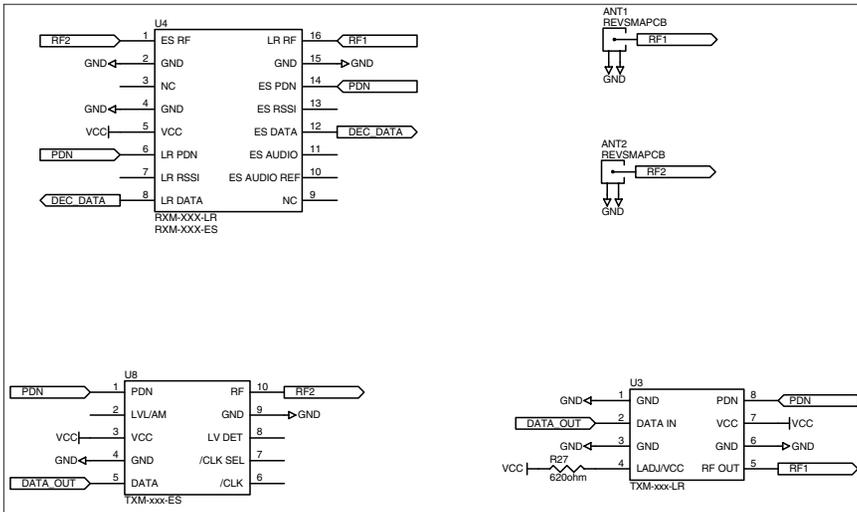 U4
RF2 1 ES RF LR RF 16 RF1
GND 2 GND GND 15 GND
3 NC ES PDN 14 PDN
GND 4 GND ES RSSI 13
VCC 5 VCC ES DATA 12 DEC_DATA
PDN 6 LR PDN ES AUDIO 11
7 LR RSSI ES AUDIO REF 10
DEC_DATA 8 LR DATA NC 9
RXM-XXX-LR
RXM-XXX-ES
ANT1
REVSMAPCB
RF1
GND
ANT2
REVSMAPCB
RF2
GND
U8
PDN 1 PDN RF 10 RF2
2 LVL/AM GND 9 GND
VCC 3 VCC LV DET 8
GND 4 GND /CLK SEL 7
DATA_OUT 5 DATA /CLK 6
TXM-xxx-ES
U3
GND 1 GND PDN 8 PDN
DATA_OUT 2 DATA IN VCC 7 VCC
GND 3 GND GND 6 GND
VCC R27 4 LADJ/VCC RF OUT 5 RF1
620ohm
TXM-xxx-LR